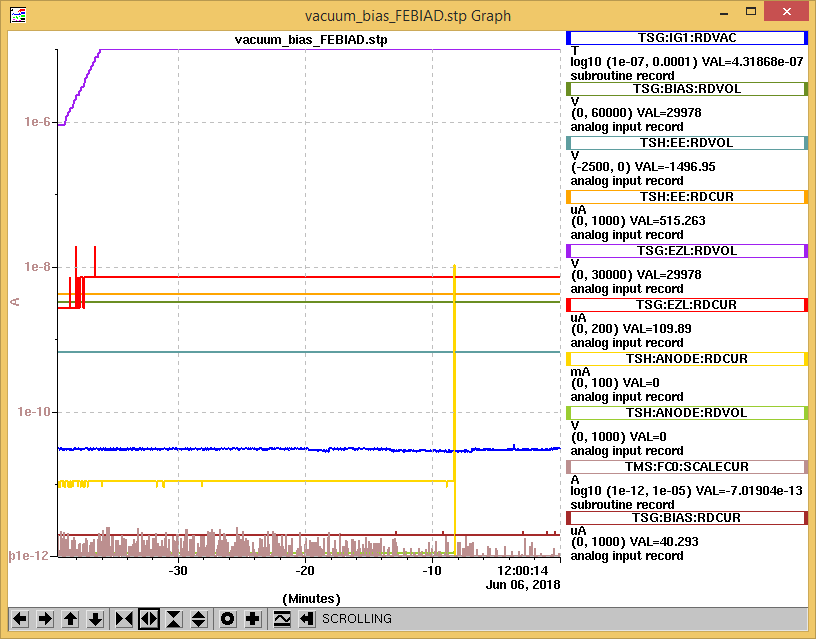 vacuum_bias_FEBIAD.stp Graph
vacuum_bias_FEBIAD.stp
1e-6
1e-8
A
1e-10
1e-12
-30
-20
-10
12:00:14
Jun 06, 2018
(Minutes)
TSG:IG1:RDVAC
T
log10 (1e-07, 0.0001) VAL=4.31868e-07
subroutine record
TSG:BIAS:RDVOL
V
(0, 60000) VAL=29978
analog input record
TSH:EE:RDVOL
V
(-2500, 0) VAL=-1496.95
analog input record
TSH:EE:RDCUR
uA
(0, 1000) VAL=515.263
analog input record
TSG:EZL:RDVOL
V
(0, 30000) VAL=29978
analog input record
TSG:EZL:RDCUR
uA
(0, 200) VAL=109.89
analog input record
TSH:ANODE:RDCUR
mA
(0, 100) VAL=0
analog input record
TSH:ANODE:RDVOL
V
(0, 1000) VAL=0
analog input record
TMS:FC0:SCALECUR
A
log10 (1e-12, 1e-05) VAL=-7.01904e-13
subroutine record
TSG:BIAS:RDCUR
uA
(0, 1000) VAL=40.293
analog input record
SCROLLING